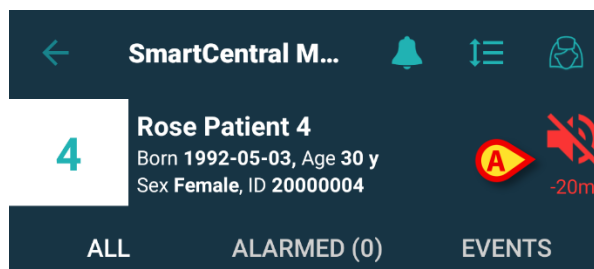 SmartCentral M...
4
Rose Patient 4
Born 1992-05-03, Age 30 y
Sex Female, ID 20000004
A
-20m
ALL ALARMED (0) EVENTS